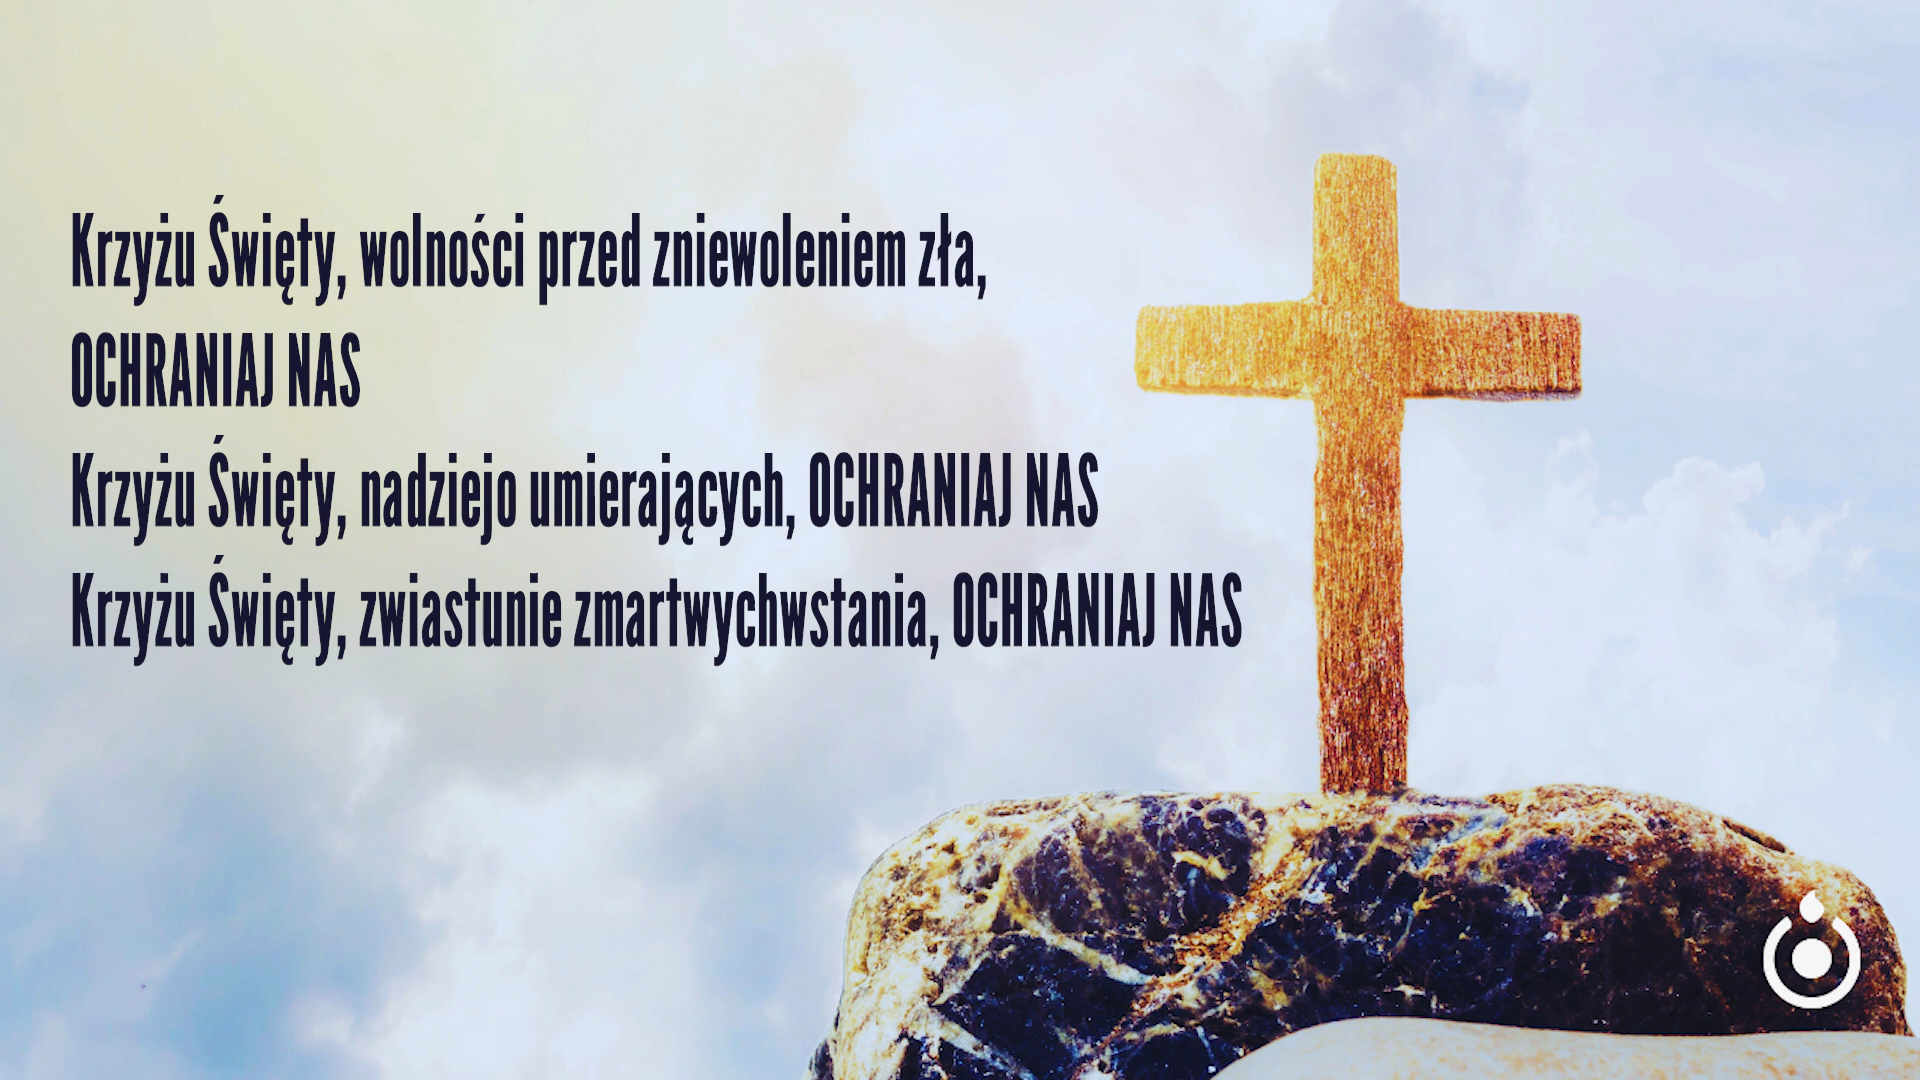 Krzyżu Święty, wolności przed zniewoleniem zła,
OCHRANIAJ NAS
Krzyżu Święty, nadziejo umierających, OCHRANIAJ NAS
Krzyżu Święty, zwiastunie zmartwychwstania, OCHRANIAJ NAS